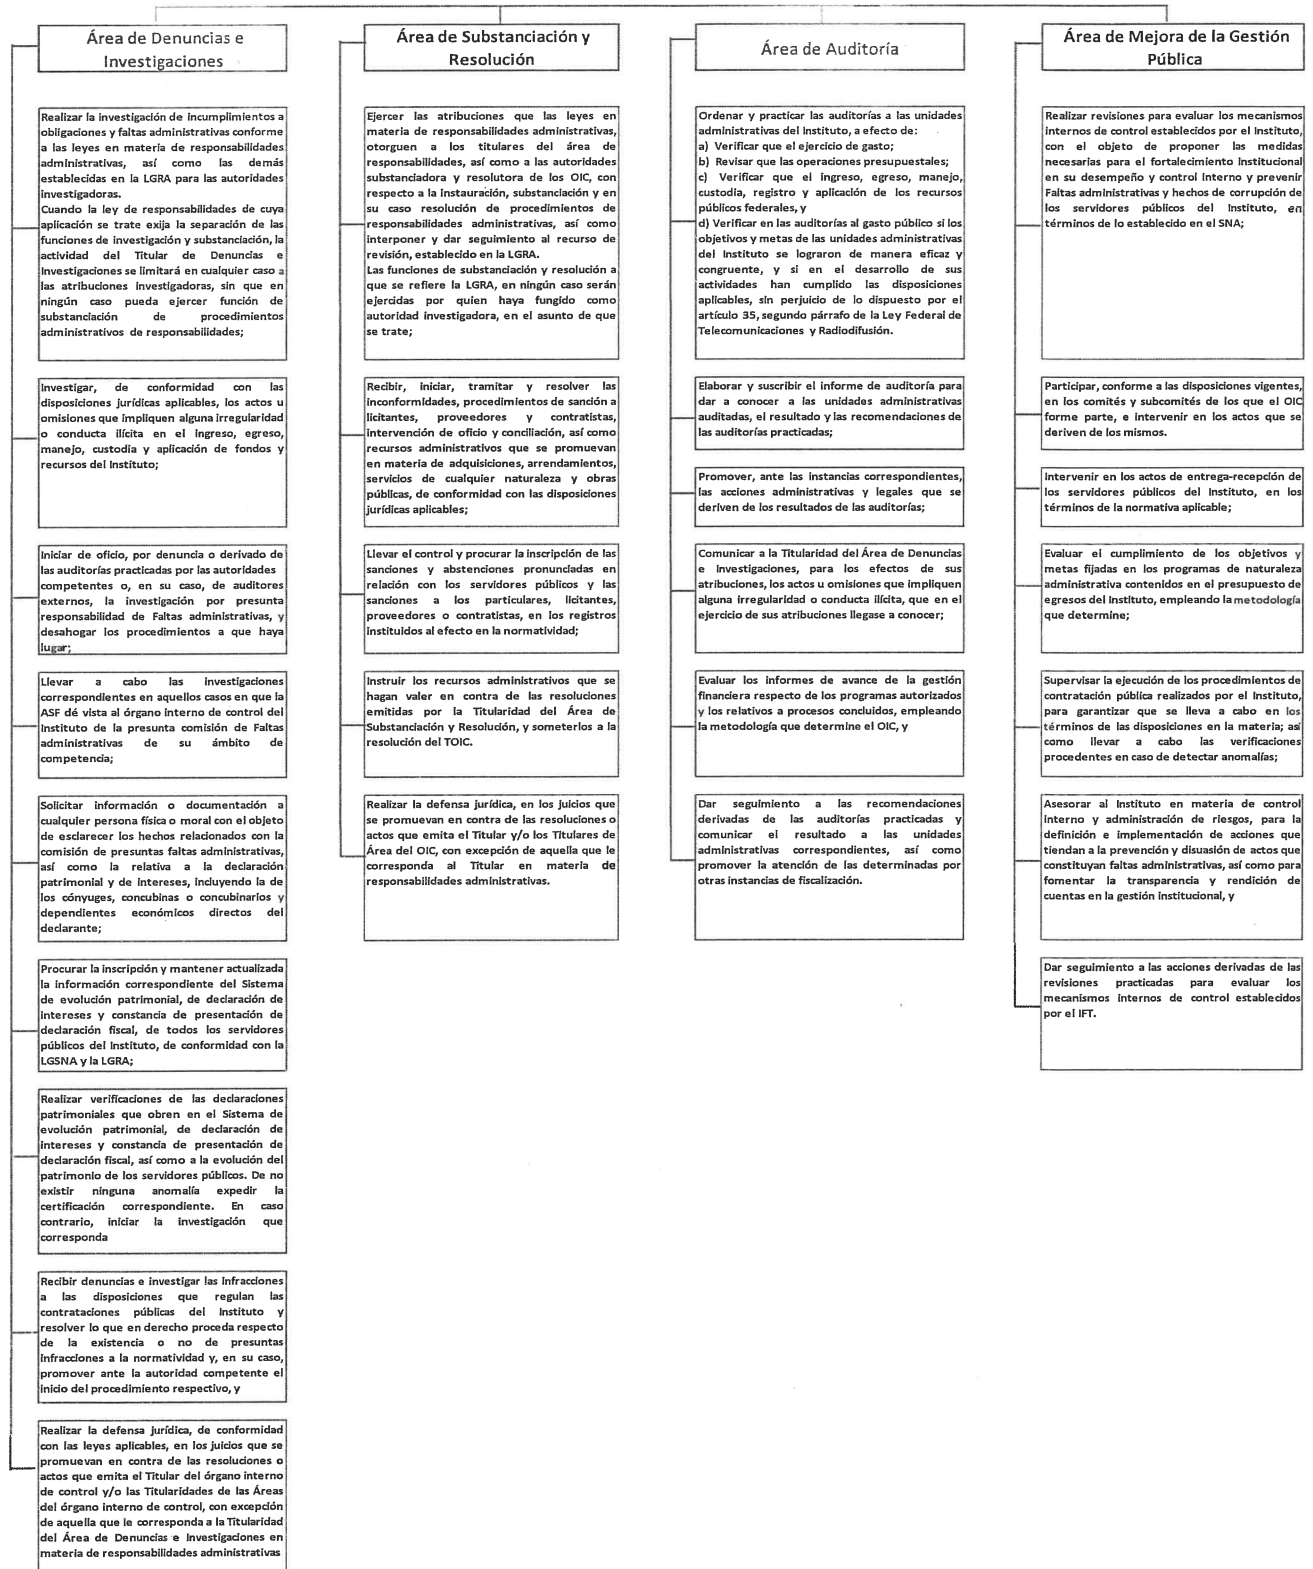 Área de Denuncias e
Investigaciones
Realizar la investigación de incumplimientos a
obligaciones y faltas administrativas conforme
a las leyes en materia de responsabilidades
administrativas, así como las demás
establecidas en la LGRA para las autoridades
investigadoras.
Cuando la ley de responsabilidades de cuya
aplicación se trate exija la separación de las
funciones de investigación y substanciación, la
actividad del Titular de Denuncias e
Investigaciones se limitará en cualquier caso a
las atribuciones investigadoras, sin que en
ningún caso pueda ejercer función de
substanciación de procedimientos
administrativos de responsabilidades;
Investigar, de conformidad con las
disposiciones jurídicas aplicables, los actos u
omisiones que impliquen alguna irregularidad
o conducta ilícita en el ingreso, egreso,
manejo, custodia y aplicación de fondos y
recursos del Instituto;
Iniciar de oficio, por denuncia o derivado de
las auditorías practicadas por las autoridades
competentes o, en su caso, de auditores
externos, la investigación por presunta
responsabilidad de Faltas administrativas, y
desahogar los procedimientos a que haya
lugar;
Llevar a cabo las investigaciones
correspondientes en aquellos casos en que la
ASF dé vista al órgano interno de control del
Instituto de la presunta comisión de Faltas
administrativas de su ámbito de
competencia;
Solicitar información o documentación a
cualquier persona física o moral con el objeto
de esclarecer los hechos relacionados con la
comisión de presuntas faltas administrativas,
así como la relativa a la declaración
patrimonial y de intereses, incluyendo la de
los cónyuges, concubinas o concubinarios y
dependientes económicos directos del
declarante;
Procurar la inscripción y mantener actualizada
la información correspondiente del Sistema
de evolución patrimonial, de declaración de
intereses y constancia de presentación de
declaración fiscal, de todos los servidores
públicos del Instituto, de conformidad con la
LGSNA y la LGRA;
Realizar verificaciones de las declaraciones
patrimoniales que obren en el Sistema de
evolución patrimonial, de declaración de
intereses y constancia de presentación de
declaración fiscal, así como a la evolución del
patrimonio de los servidores públicos. De no
existir ninguna anomalía expedir la
certificación correspondiente. En caso
contrario, iniciar la investigación que
corresponda
Recibir denuncias e investigar las infracciones
a las disposiciones que regulan las
contrataciones públicas del Instituto y
resolver lo que en derecho proceda respecto
de la existencia o no de presuntas
infracciones a la normatividad y, en su caso,
promover ante la autoridad competente el
inicio del procedimiento respectivo, y
Realizar la defensa jurídica, de conformidad
con las leyes aplicables, en los juicios que se
promuevan en contra de las resoluciones o
actos que emita el Titular del órgano interno
de control y/o las Titularidades de las Áreas
del órgano interno de control, con excepción
de aquella que le corresponda a la Titularidad
del Área de Denuncias e Investigaciones en
materia de responsabilidades administrativas
Área de Substanciación y
Resolución
Ejercer las atribuciones que las leyes en
materia de responsabilidades administrativas,
otorguen a los titulares del área de
responsabilidades, así como a las autoridades
substanciadora y resolutora de los OIC, con
respecto a la instauración, substanciación y en
su caso resolución de procedimientos de
responsabilidades administrativas, así como
interponer y dar seguimiento al recurso de
revisión, establecido en la LGRA.
Las funciones de substanciación y resolución a
que se refiere la LGRA, en ningún caso serán
ejercidas por quien haya fungido como
autoridad investigadora, en el asunto de que
se trate;
Recibir, iniciar, tramitar y resolver las
inconformidades, procedimientos de sanción a
licitantes, proveedores y contratistas,
intervención de oficio y conciliación, así como
recursos administrativos que se promuevan
en materia de adquisiciones, arrendamientos,
servicios de cualquier naturaleza y obras
públicas, de conformidad con las disposiciones
jurídicas aplicables;
Llevar el control y procurar la inscripción de las
sanciones y abstenciones pronunciadas en
relación con los servidores públicos y las
sanciones a los particulares, licitantes,
proveedores o contratistas, en los registros
instituidos al efecto en la normatividad;
Instruir los recursos administrativos que se
hagan valer en contra de las resoluciones
emitidas por la Titularidad del Área de
Substanciación y Resolución, y someterlos a la
resolución del TOIC.
Realizar la defensa jurídica, en los juicios que
se promuevan en contra de las resoluciones o
actos que emita el Titular y/o los Titulares de
Área del OIC, con excepción de aquella que le
corresponda al Titular en materia de
responsabilidades administrativas.
Área de Auditoría
Ordenar y practicar las auditorías a las unidades
administrativas del Instituto, a efecto de:
a) Verificar que el ejercicio de gasto;
b) Revisar que las operaciones presupuestales;
c) Verificar que el ingreso, egreso, manejo,
custodia, registro y aplicación de los recursos
públicos federales, y
d) Verificar en las auditorías al gasto público si los
objetivos y metas de las unidades administrativas
del Instituto se lograron de manera eficaz y
congruente, y si en el desarrollo de sus
actividades han cumplido las disposiciones
aplicables, sin perjuicio de lo dispuesto por el
artículo 35, segundo párrafo de la Ley Federal de
Telecomunicaciones y Radiodifusión.
Elaborar y suscribir el informe de auditoría para
dar a conocer a las unidades administrativas
auditadas, el resultado y las recomendaciones de
las auditorías practicadas;
Promover, ante las instancias correspondientes,
las acciones administrativas y legales que se
deriven de los resultados de las auditorías;
Comunicar a la Titularidad del Área de Denuncias
e Investigaciones, para los efectos de sus
atribuciones, los actos u omisiones que impliquen
alguna irregularidad o conducta ilícita, que en el
ejercicio de sus atribuciones llegase a conocer;
Evaluar los informes de avance de la gestión
financiera respecto de los programas autorizados
y los relativos a procesos concluidos, empleando
la metodología que determine el OIC, y
Dar seguimiento a las recomendaciones
derivadas de las auditorías practicadas y
comunicar el resultado a las unidades
administrativas correspondientes, así como
promover la atención de las determinadas por
otras instancias de fiscalización.
Área de Mejora de la Gestión
Pública
Realizar revisiones para evaluar los mecanismos
internos de control establecidos por el Instituto,
con el objeto de proponer las medidas
necesarias para el fortalecimiento Institucional
en su desempeño y control interno y prevenir
Faltas administrativas y hechos de corrupción de
los servidores públicos del Instituto, en
términos de lo establecido en el SNA;
Participar, conforme a las disposiciones vigentes,
en los comités y subcomités de los que el OIC
forme parte, e intervenir en los actos que se
deriven de los mismos.
Intervenir en los actos de entrega-recepción de
los servidores públicos del Instituto, en los
términos de la normativa aplicable;
Evaluar el cumplimiento de los objetivos y
metas fijadas en los programas de naturaleza
administrativa contenidos en el presupuesto de
egresos del Instituto, empleando la metodología
que determine;
Supervisar la ejecución de los procedimientos de
contratación pública realizados por el Instituto,
para garantizar que se lleva a cabo en los
términos de las disposiciones en la materia; así
como llevar a cabo las verificaciones
procedentes en caso de detectar anomalías;
Asesorar al Instituto en materia de control
interno y administración de riesgos, para la
definición e implementación de acciones que
tiendan a la prevención y disuasión de actos que
constituyan faltas administrativas, así como para
fomentar la transparencia y rendición de
cuentas en la gestión institucional, y
Dar seguimiento a las acciones derivadas de las
revisiones practicadas para evaluar los
mecanismos internos de control establecidos
por el IFT.